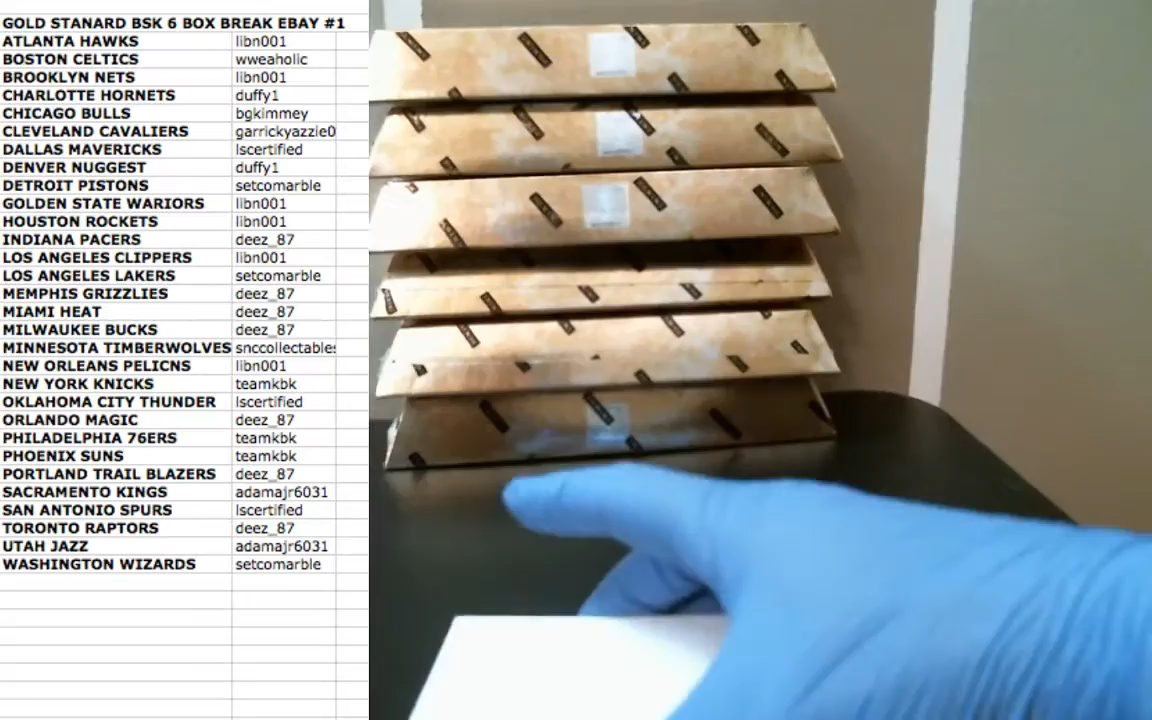 GOLD STANARD BSK 6 BOX BREAK EBAY #1
ATLANTA HAWKS libn001
BOSTON CELTICS wweaholic
BROOKLYN NETS libn001
CHARLOTTE HORNETS duffy1
CHICAGO BULLS bgkimmey
CLEVELAND CAVALIERS garrickyazzie0
DALLAS MAVERICKS lscertified
DENVER NUGGEST duffy1
DETROIT PISTONS setcomarble
GOLDEN STATE WARIORS libn001
HOUSTON ROCKETS libn001
INDIANA PACERS deez_87
LOS ANGELES CLIPPERS libn001
LOS ANGELES LAKERS setcomarble
MEMPHIS GRIZZLIES deez_87
MIAMI HEAT deez_87
MILWAUKEE BUCKS deez_87
MINNESOTA TIMBERWOLVES snccollectables
NEW ORLEANS PELICNS libn001
NEW YORK KNICKS teamkbk
OKLAHOMA CITY THUNDER lscertified
ORLANDO MAGIC deez_87
PHILADELPHIA 76ERS teamkbk
PHOENIX SUNS teamkbk
PORTLAND TRAIL BLAZERS deez_87
SACRAMENTO KINGS adamajr6031
SAN ANTONIO SPURS lscertified
TORONTO RAPTORS deez_87
UTAH JAZZ adamajr6031
WASHINGTON WIZARDS setcomarble